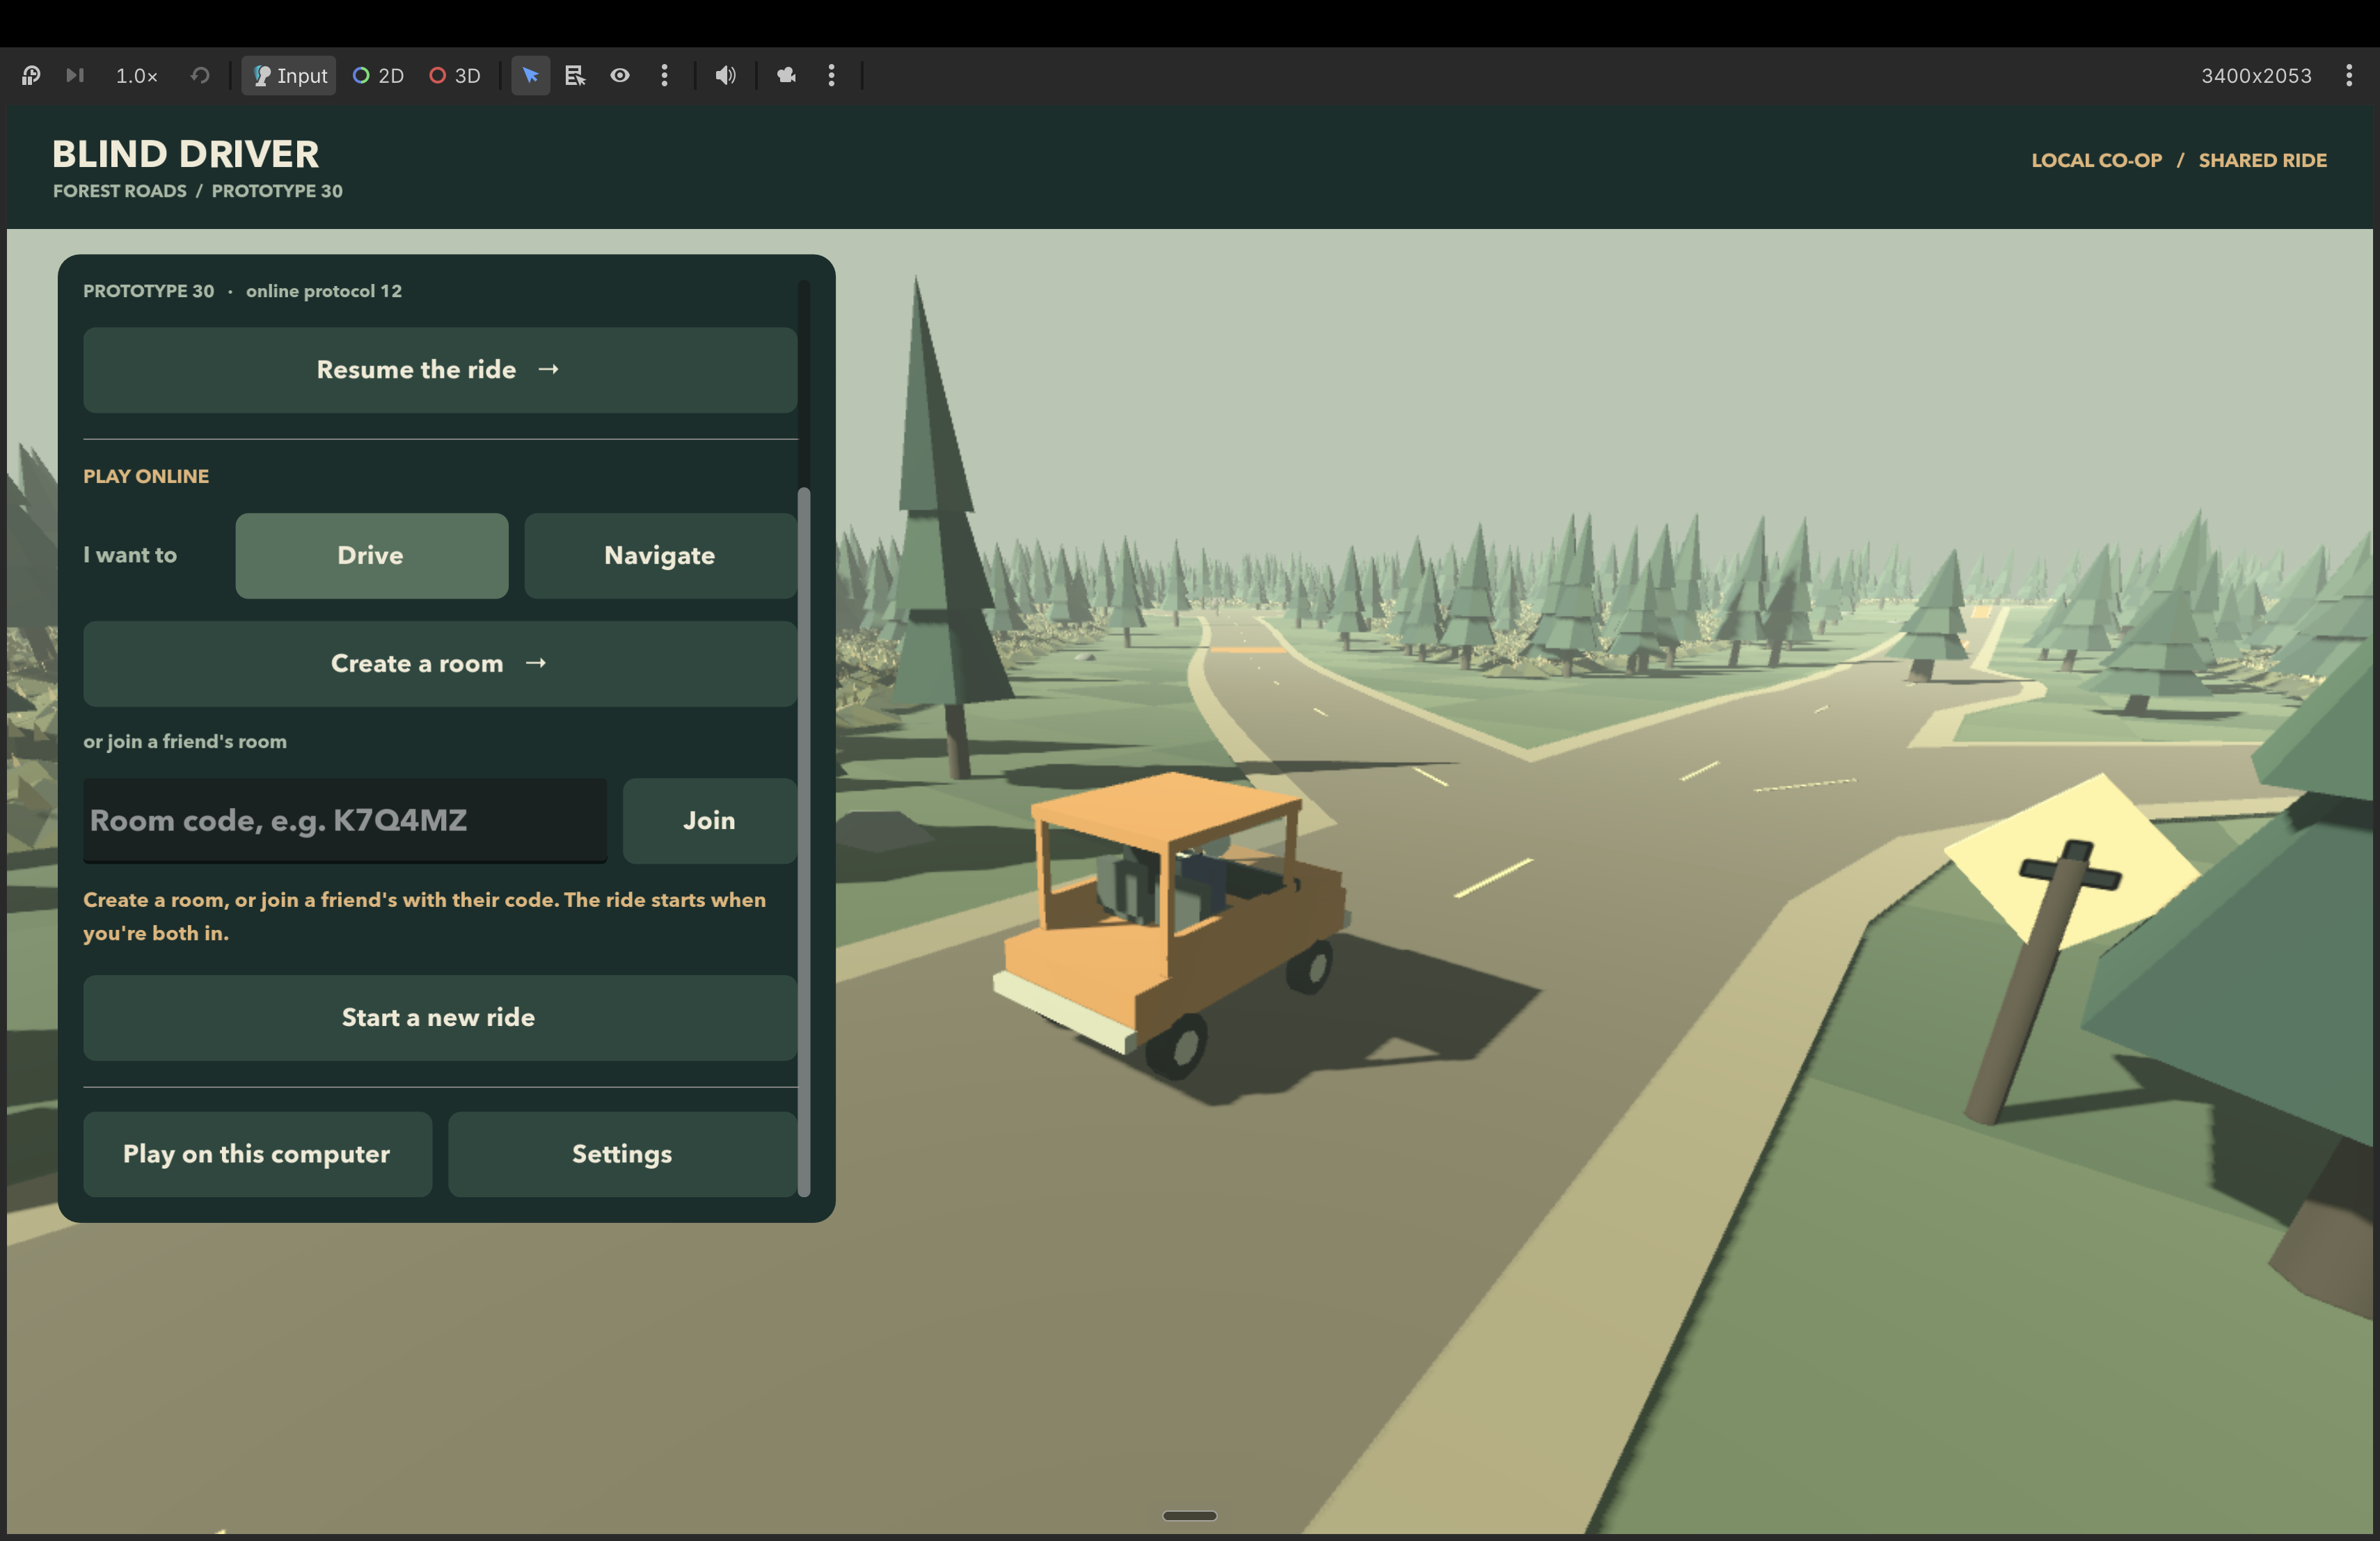 1.0×
Input
2D
3D
3400x2053
BLIND DRIVER
FOREST ROADS / PROTOTYPE 30
LOCAL CO-OP / SHARED RIDE
PROTOTYPE 30 · online protocol 12
Resume the ride →
PLAY ONLINE
I want to
Drive
Navigate
Create a room →
or join a friend's room
Room code, e.g. K7Q4MZ
Join
Create a room, or join a friend's with their code. The ride starts when
you're both in.
Start a new ride
Play on this computer
Settings